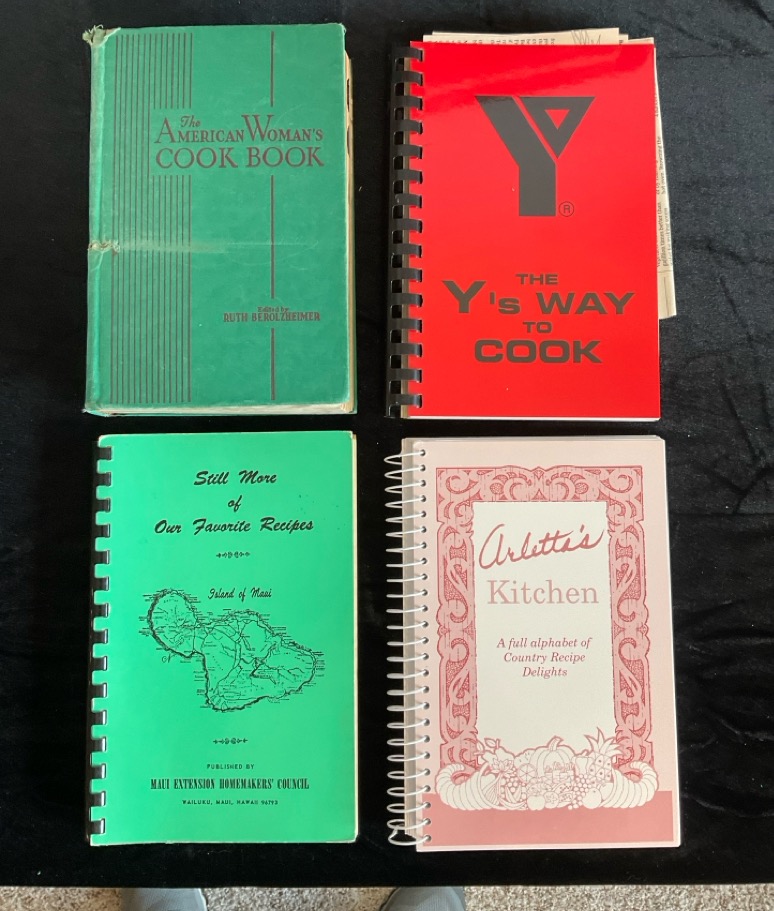 The
AMERICAN WOMAN'S
COOK BOOK
Edited by
RUTH BEROLZHEIMER
Y®
THE
Y's WAY
TO
COOK
Still More
of
Our Favorite Recipes
Island of Maui
PUBLISHED BY
MAUI EXTENSION HOMEMAKERS' COUNCIL
WAILUKU, MAUI, HAWAII 96793
Arletta's
Kitchen
A full alphabet of
Country Recipe
Delights